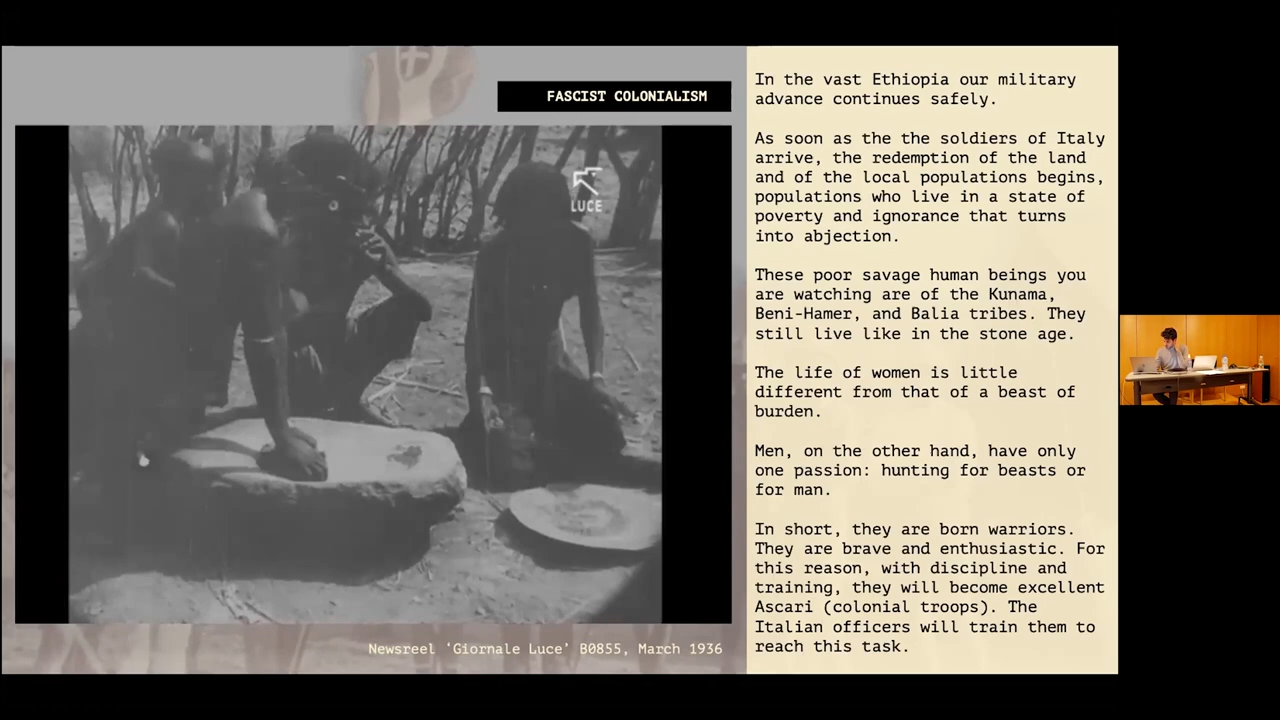 FASCIST COLONIALISM
LUCE
Newsreel 'Giornale Luce' B0855, March 1936
In the vast Ethiopia our military
advance continues safely.
As soon as the the soldiers of Italy
arrive, the redemption of the land
and of the local populations begins,
populations who live in a state of
poverty and ignorance that turns
into abjection.
These poor savage human beings you
are watching are of the Kunama,
Beni-Hamer, and Balia tribes. They
still live like in the stone age.
The life of women is little
different from that of a beast of
burden.
Men, on the other hand, have only
one passion: hunting for beasts or
for man.
In short, they are born warriors.
They are brave and enthusiastic. For
this reason, with discipline and
training, they will become excellent
Ascari (colonial troops). The
Italian officers will train them to
reach this task.